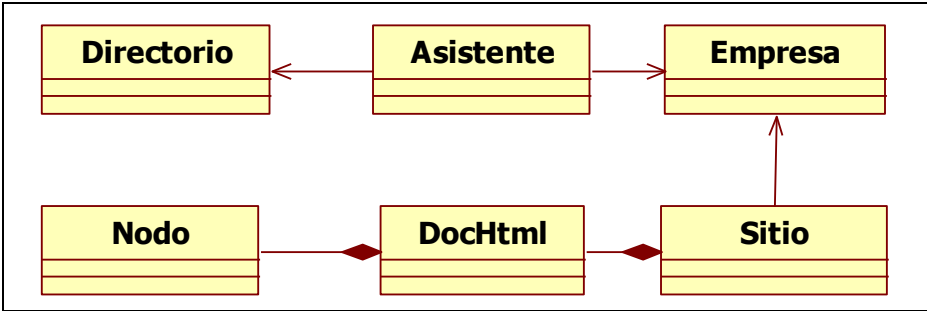 Directorio
Asistente
Empresa
Nodo
DocHtml
Sitio